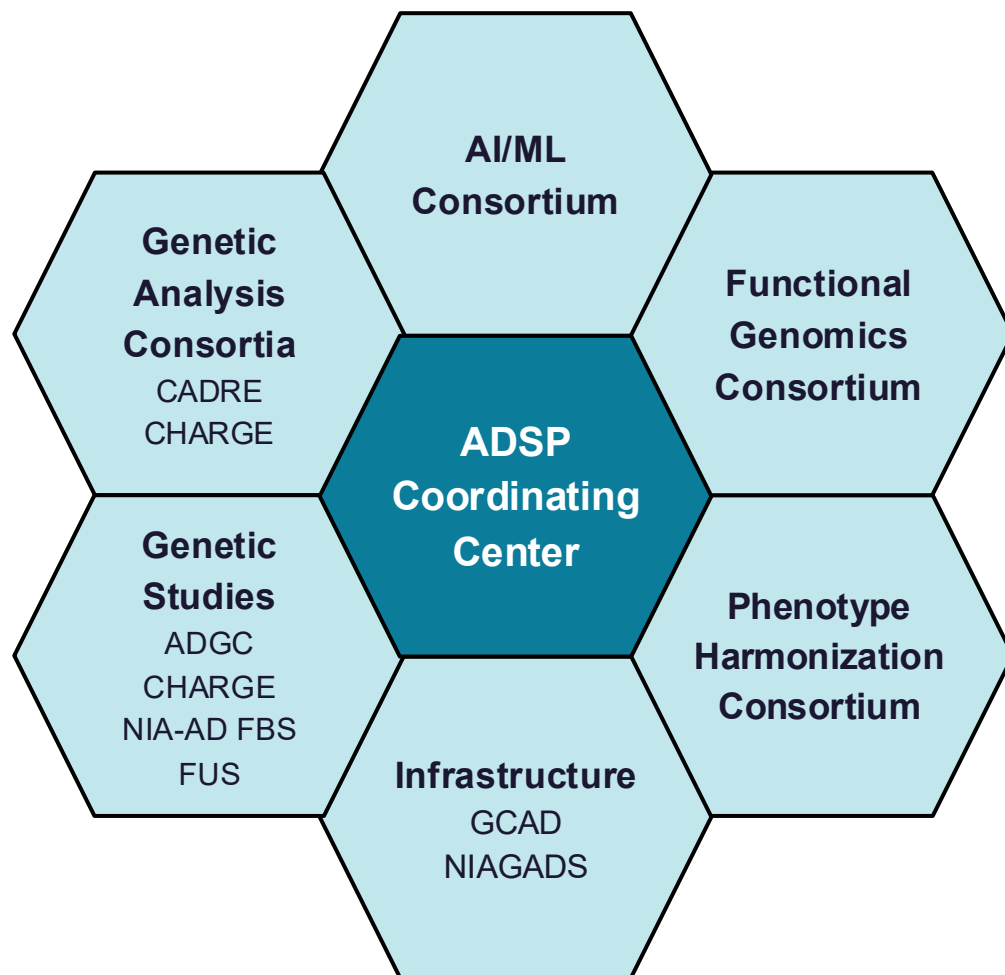 AI/ML
Consortium
Genetic
Analysis
Consortia
CADRE
CHARGE
Functional
Genomics
Consortium
ADSP
Coordinating
Center
Genetic
Studies
ADGC
CHARGE
NIA-AD FBS
FUS
Phenotype
Harmonization
Consortium
Infrastructure
GCAD
NIAGADS